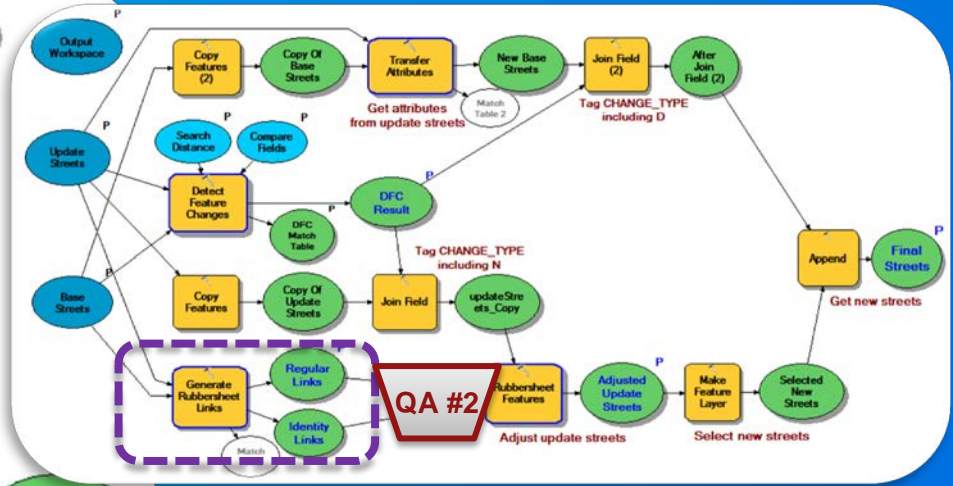 P
Output
Workspace
Copy
Features
(2)
Copy Of
Base
Streets
Transfer
Attributes
New Base
Streets
Join Field
(2)
After
Join
Field (2)
Match
Table 2
Get attributes
from update streets
Tag CHANGE_TYPE
including D
P
Update
Streets
P
Search
Distance
P
Compare
Fields
Detect
Feature
Changes
P
DFC
Result
P
DFC
Match
Table
Tag CHANGE_TYPE
including N
P
Base
Streets
Copy
Features
Copy Of
Update
Streets
Join Field
updateStre
ets_Copy
Append
P
Final
Streets
Get new streets
Generate
Rubbersheet
Links
P
Regular
Links
Identity
Links
Match
QA #2
Rubbersheet
Features
P
Adjusted
Update
Streets
Make
Feature
Layer
Selected
New
Streets
Adjust update streets
Select new streets